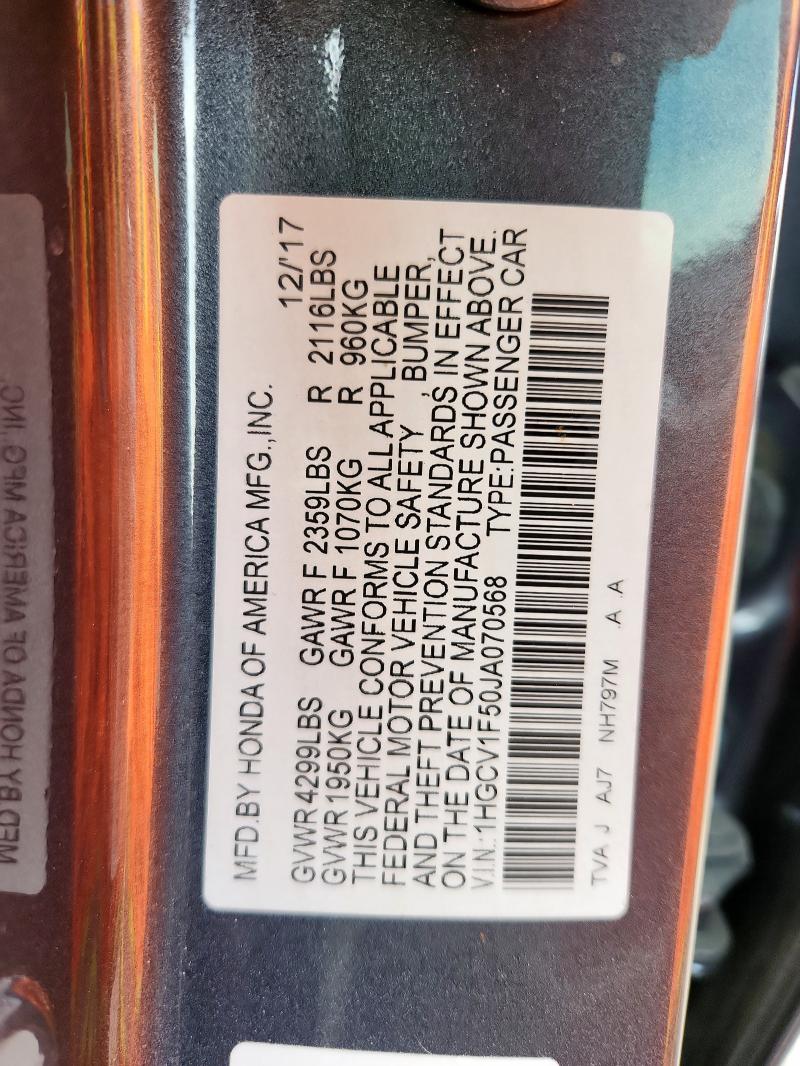 MFD.BY HONDA OF AMERICA MFG.,INC.
12/'17
GVWR 4299LBS GAWR F 2359LBS R 2116LBS
GVWR 1950KG GAWR F 1070KG R 960KG
THIS VEHICLE CONFORMS TO ALL APPLICABLE
FEDERAL MOTOR VEHICLE SAFETY , BUMPER,
AND THEFT PREVENTION STANDARDS IN EFFECT
ON THE DATE OF MANUFACTURE SHOWN ABOVE.
V.I.N.: 1HGCV1F50JA070568 TYPE:PASSENGER CAR
TVA J AJ7 NH797M .A .A
MFD.BY HONDA OF AMERICA MFG.,INC.